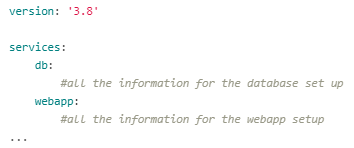 version: '3.8'
services:
db:
#all the information for the database set up
webapp:
#all the information for the webapp setup
...